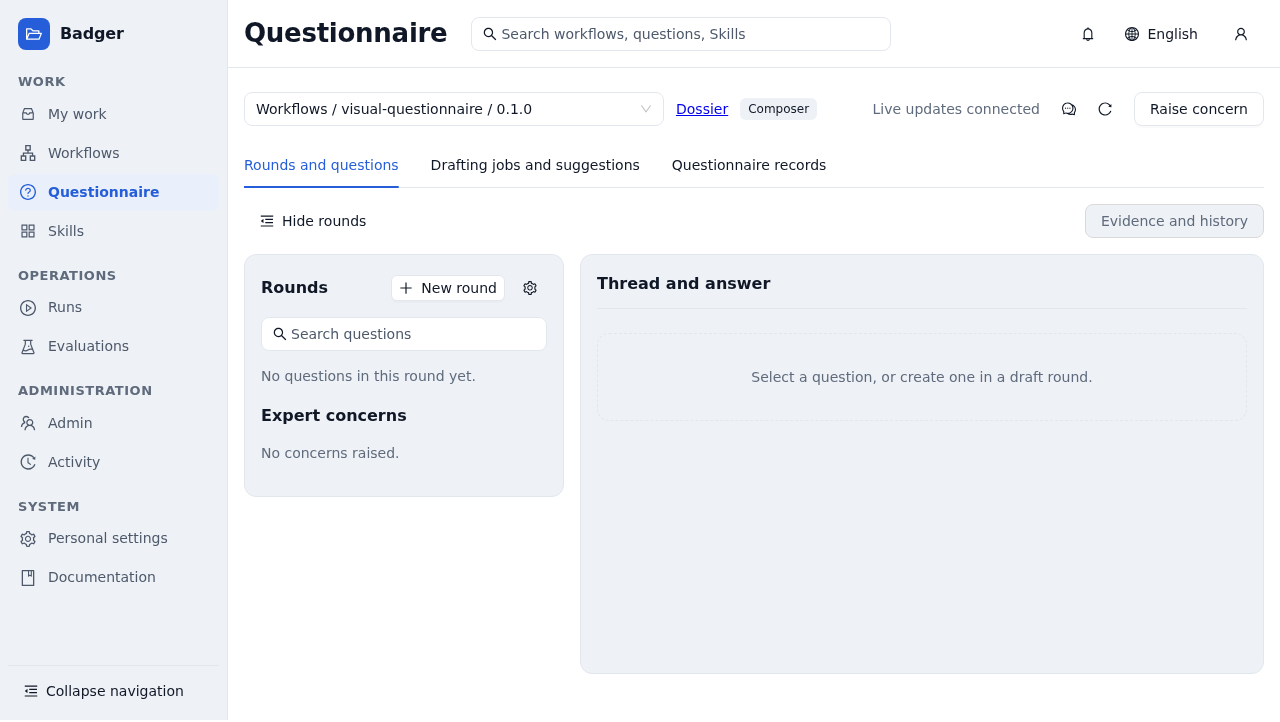 Badger
WORK
My work
Workflows
Questionnaire
Skills
OPERATIONS
Runs
Evaluations
ADMINISTRATION
Admin
Activity
SYSTEM
Personal settings
Documentation
Collapse navigation
Questionnaire
Search workflows, questions, Skills
English
Workflows / visual-questionnaire / 0.1.0
Dossier
Composer
Live updates connected
Raise concern
Rounds and questions
Drafting jobs and suggestions
Questionnaire records
Hide rounds
Evidence and history
Rounds
New round
Search questions
No questions in this round yet.
Expert concerns
No concerns raised.
Thread and answer
Select a question, or create one in a draft round.